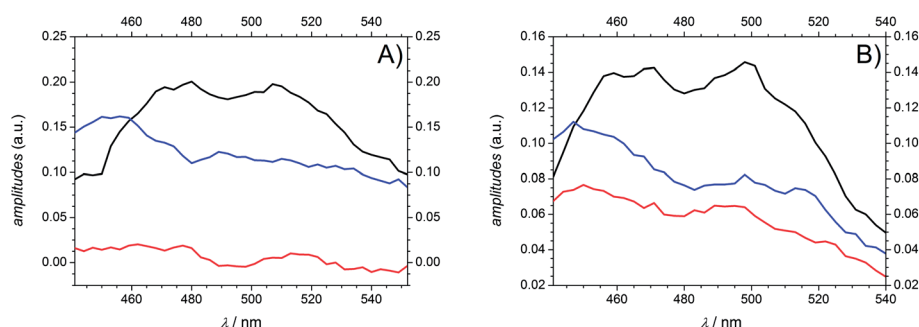 460 480 500 520 540
0.25 A) 0.25
0.20 0.20
0.15 0.15
0.10 0.10
0.05 0.05
0.00 0.00
460 480 500 520 540
amplitudes (a.u.)
λ / nm
460 480 500 520 540
0.16 B) 0.16
0.14 0.14
0.12 0.12
0.10 0.10
0.08 0.08
0.06 0.06
0.04 0.04
0.02 0.02
460 480 500 520 540
amplitudes (a.u.)
λ / nm